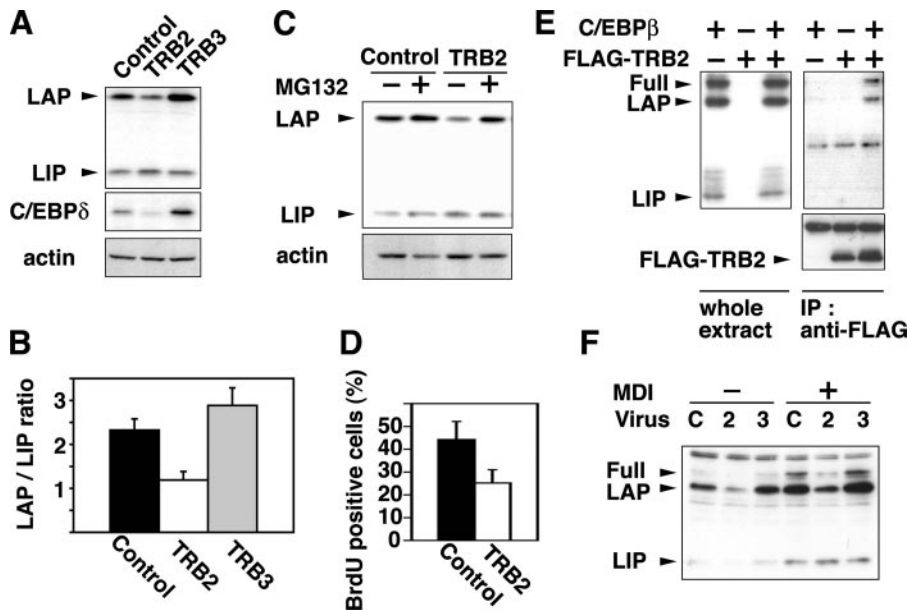 A
Control
TRB2
TRB3
LAP
LIP
C/EBPδ
actin
B
LAP / LIP ratio
3
2
1
Control
TRB2
TRB3
C
Control TRB2
MG132 − + − +
LAP
LIP
actin
D
BrdU positive cells (%)
40
30
20
10
0
Control
TRB2
E
C/EBPβ + − + + − +
FLAG-TRB2 − + + − + +
Full
LAP
LIP
FLAG-TRB2
whole extract
IP : anti-FLAG
F
MDI − +
Virus C 2 3 C 2 3
Full
LAP
LIP